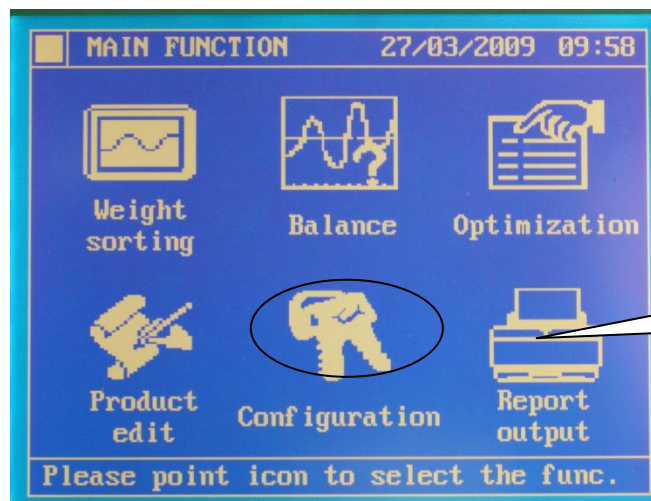 MAIN FUNCTION 27/03/2009 09:58
Weight
sorting
Balance
Optimization
Product
edit
Configuration
Report
output
Please point icon to select the func.